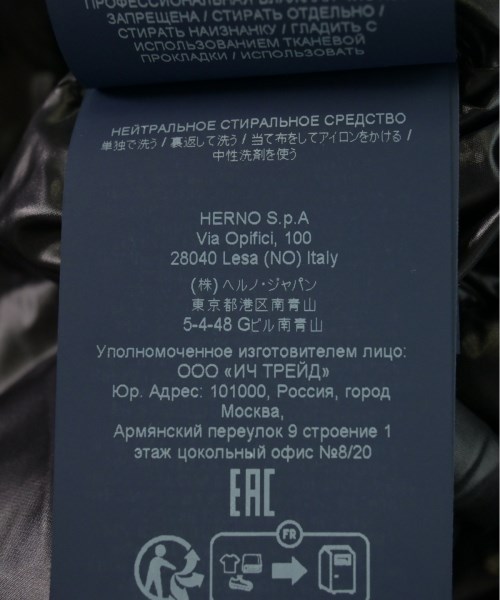 ПРОФЕССИОНАЛЬНАЯ
ЗАПРЕЩЕНА / СТИРАТЬ ОТДЕЛЬНО /
СТИРАТЬ НАИЗНАНКУ / ГЛАДИТЬ С
ИСПОЛЬЗОВАНИЕМ ТКАНЕВОЙ
ПРОКЛАДКИ / ИСПОЛЬЗОВАТЬ
НЕЙТРАЛЬНОЕ СТИРАЛЬНОЕ СРЕДСТВО
単独で洗う / 裏返して洗う / 当て布をしてアイロンをかける /
中性洗剤を使う
HERNO S.p.A
Via Opifici, 100
28040 Lesa (NO) Italy
(株) ヘルノ・ジャパン
東京都港区南青山
5-4-48 Gビル南青山
Уполномоченное изготовителем лицо:
ООО «ИЧ ТРЕЙД»
Юр. Адрес: 101000, Россия, город
Москва,
Армянский переулок 9 строение 1
этаж цокольный офис №8/20
EAC
FR